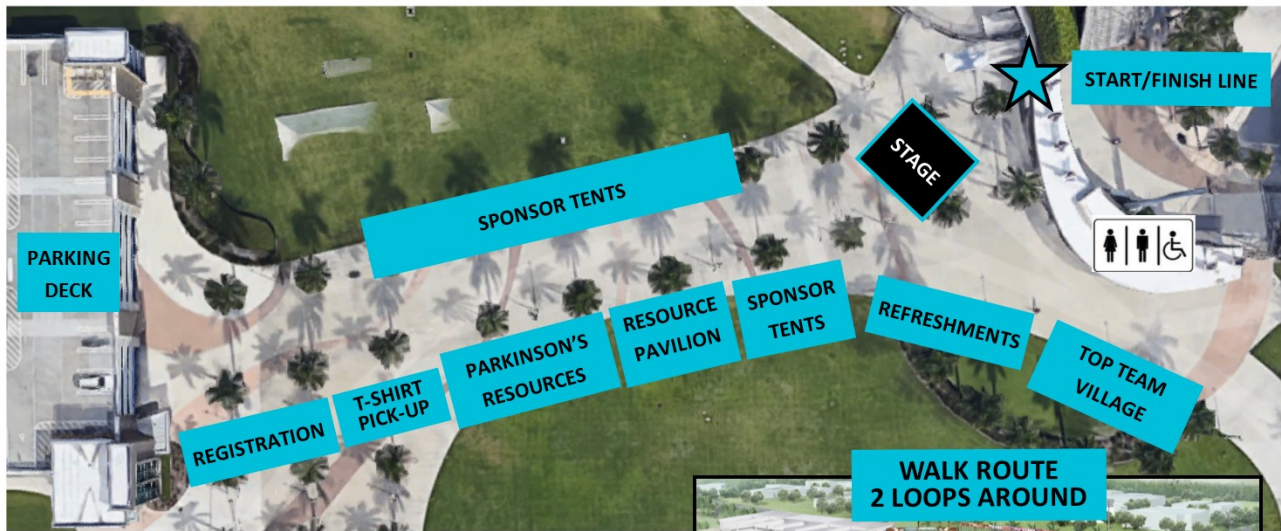 START/FINISH LINE
STAGE
SPONSOR TENTS
PARKING
DECK
SPONSOR
TENTS
RESOURCE
PAVILION
REFRESHMENTS
PARKINSON'S
RESOURCES
TOP TEAM
VILLAGE
T-SHIRT
PICK-UP
REGISTRATION
WALK ROUTE
2 LOOPS AROUND